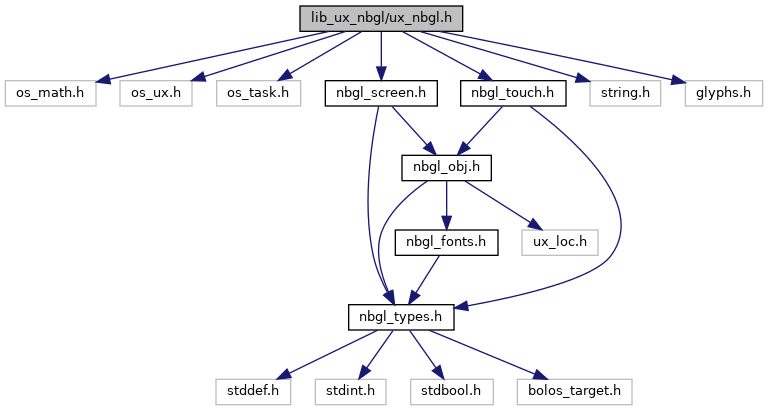 lib_ux_nbgl/ux_nbgl.h
os_math.h
os_ux.h
os_task.h
nbgl_screen.h
nbgl_touch.h
string.h
glyphs.h
nbgl_obj.h
nbgl_fonts.h
ux_loc.h
nbgl_types.h
stddef.h
stdint.h
stdbool.h
bolos_target.h